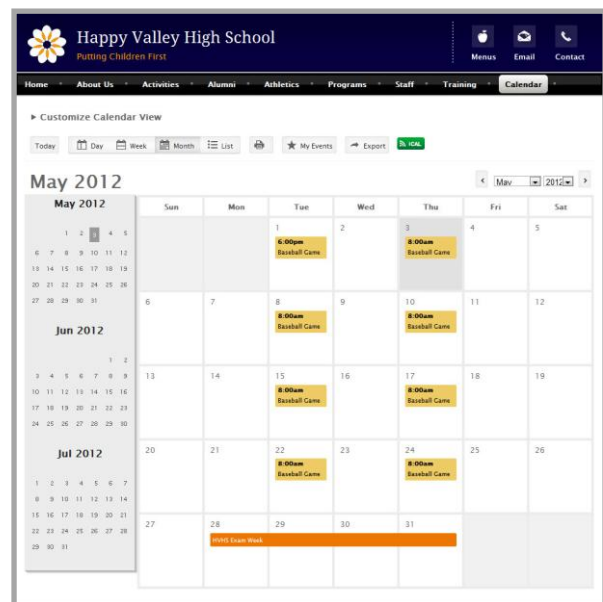 Happy Valley High School
Putting Children First
Menus Email Contact
Home About Us Activities Alumni Athletics Programs Staff Training Calendar
Customize Calendar View
Today Day Week Month List My Events Export iCAL
May 2012
May 2012
May 2012
1 2 3 4 5
6 7 8 9 10 11 12
13 14 15 16 17 18 19
20 21 22 23 24 25 26
27 28 29 30 31
Jun 2012
1 2
3 4 5 6 7 8 9
10 11 12 13 14 15 16
17 18 19 20 21 22 23
24 25 26 27 28 29 30
Jul 2012
1 2 3 4 5 6 7
8 9 10 11 12 13 14
15 16 17 18 19 20 21
22 23 24 25 26 27 28
29 30 31
Sun Mon Tue Wed Thu Fri Sat
1 2 3 4 5
6:00pm 8:00am
Baseball Game Baseball Game
6 7 8 9 10 11 12
8:00am 8:00am
Baseball Game Baseball Game
13 14 15 16 17 18 19
8:00am 8:00am
Baseball Game Baseball Game
20 21 22 23 24 25 26
8:00am 8:00am
Baseball Game Baseball Game
27 28 29 30 31
HVHS Exam Week